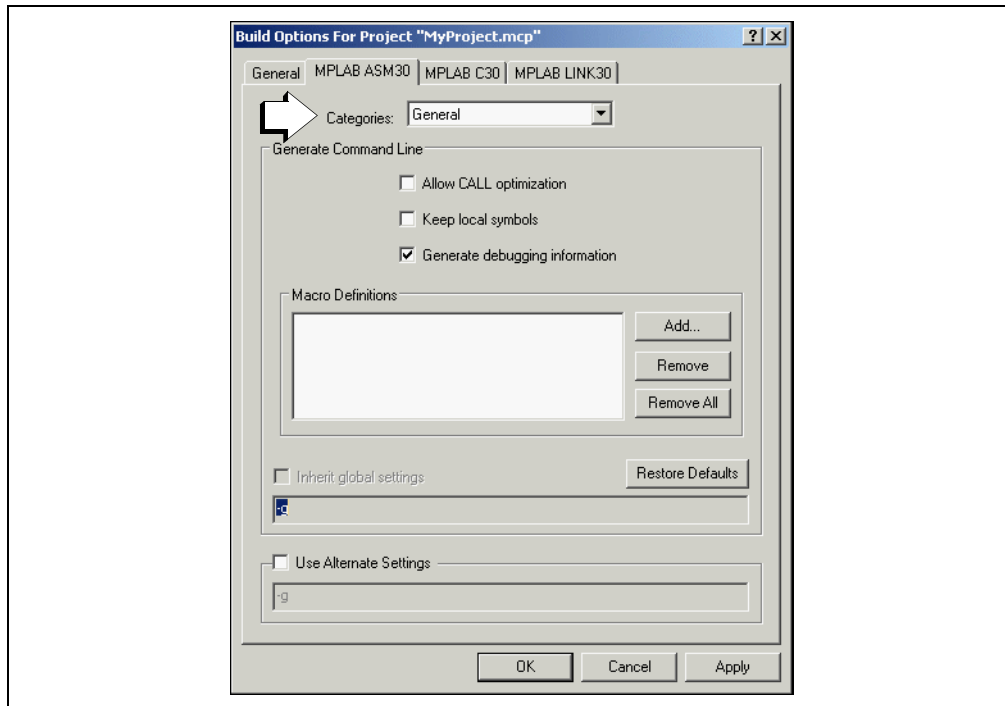 Build Options For Project "MyProject.mcp"
General MPLAB ASM30 MPLAB C30 MPLAB LINK30
Categories: General
Generate Command Line
Allow CALL optimization
Keep local symbols
Generate debugging information
Macro Definitions
Add...
Remove
Remove All
Inherit global settings
Restore Defaults
-g
Use Alternate Settings
-g
OK Cancel Apply